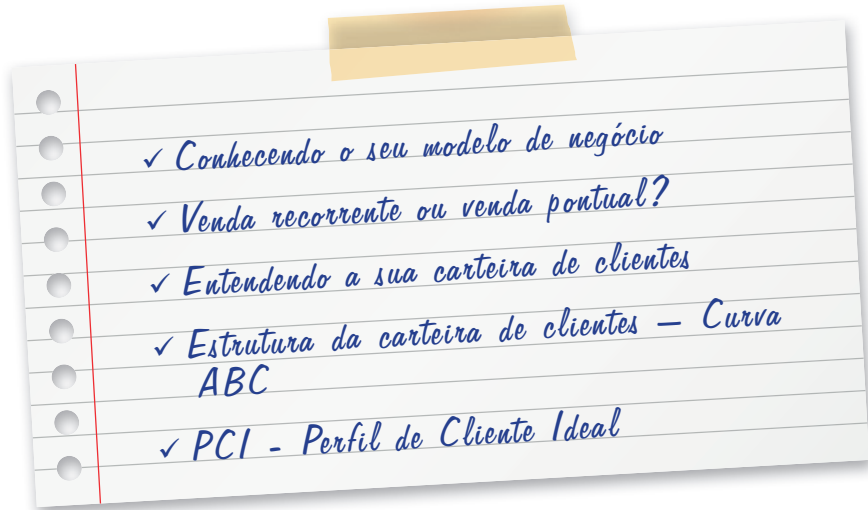 ✓ Conhecendo o seu modelo de negócio
✓ Venda recorrente ou venda pontual?
✓ Entendendo a sua carteira de clientes
✓ Estrutura da carteira de clientes – Curva
ABC
✓ PCI - Perfil de Cliente Ideal